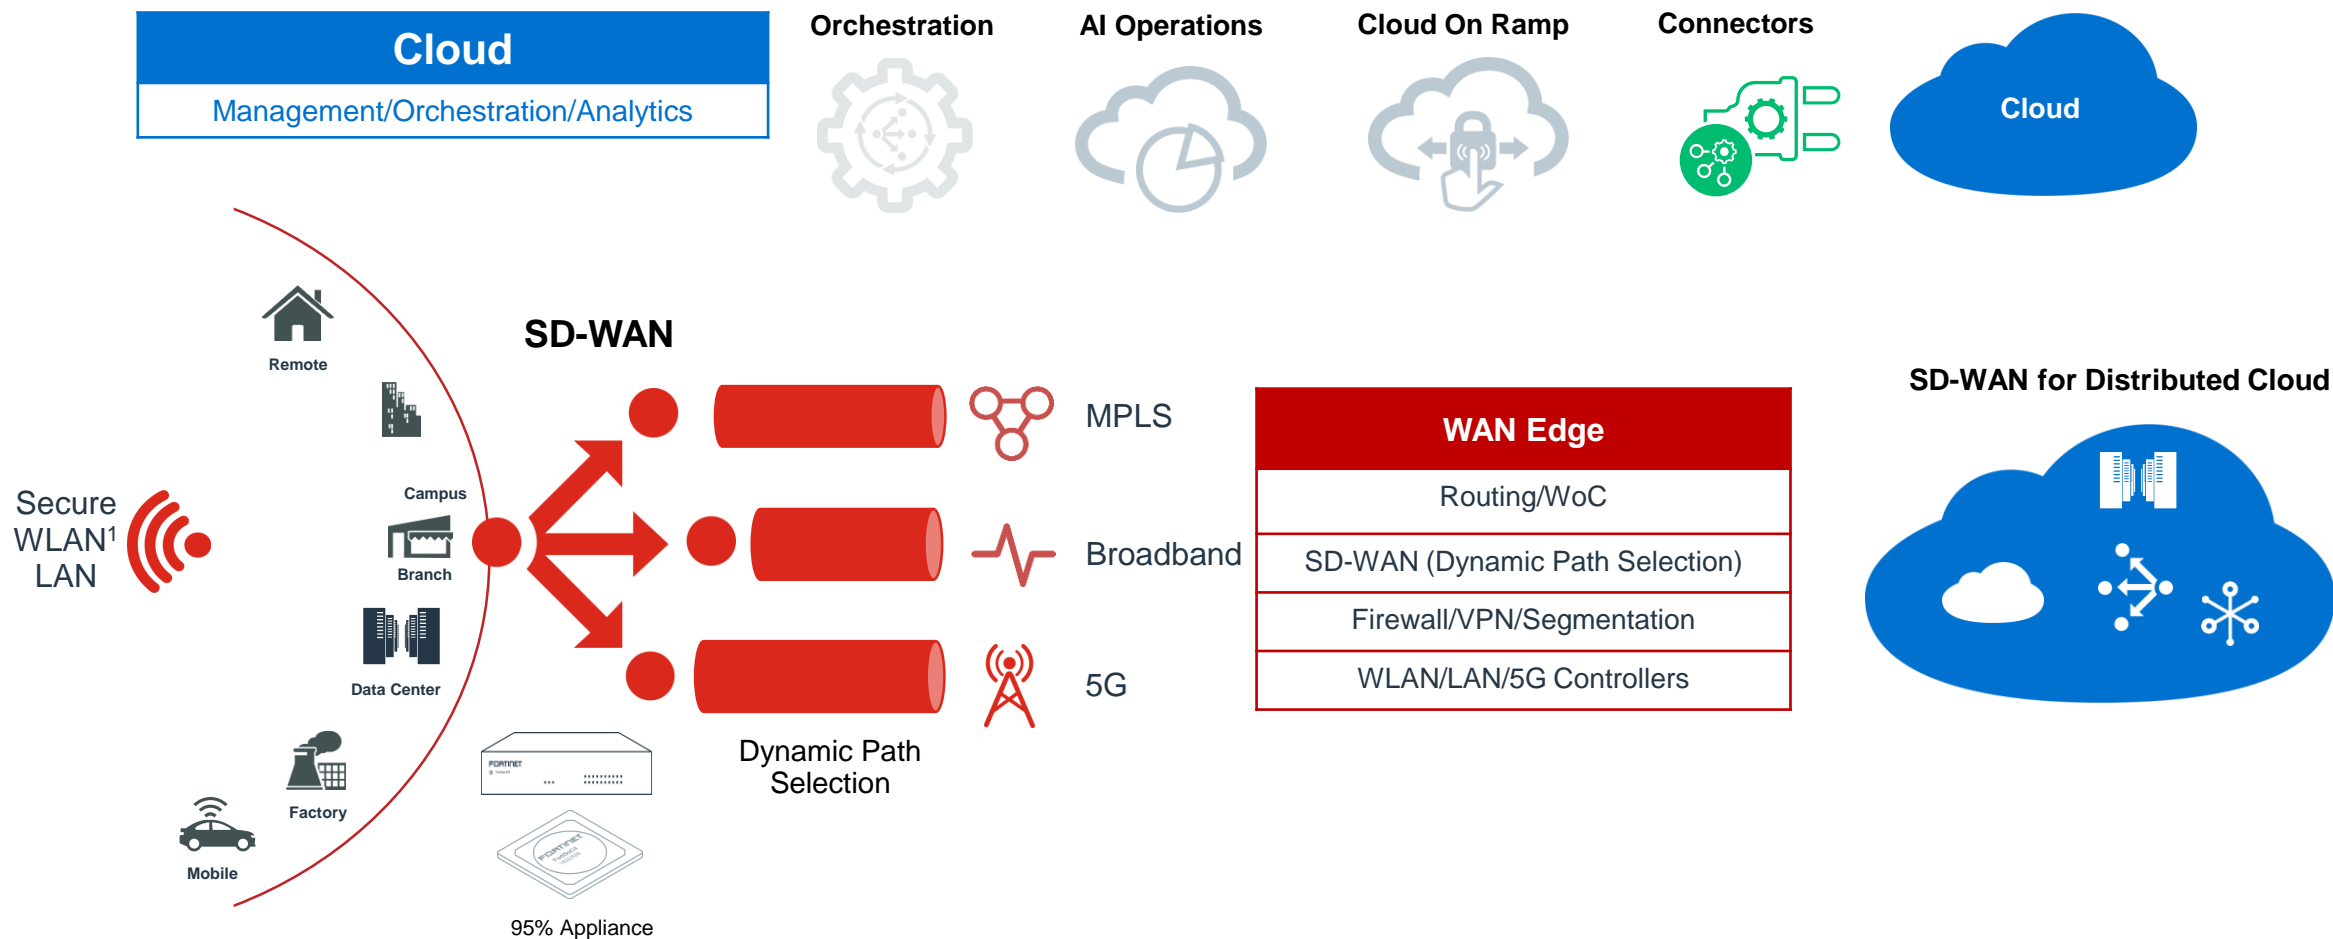 Cloud
Management/Orchestration/Analytics
Orchestration
AI Operations
Cloud On Ramp
Connectors
Cloud
Remote
Campus
Branch
Data Center
Factory
Mobile
Secure
WLAN1
LAN
SD-WAN
MPLS
Broadband
5G
Dynamic Path
Selection
FORTINET
FORTINET
95% Appliance
WAN Edge
Routing/WoC
SD-WAN (Dynamic Path Selection)
Firewall/VPN/Segmentation
WLAN/LAN/5G Controllers
SD-WAN for Distributed Cloud